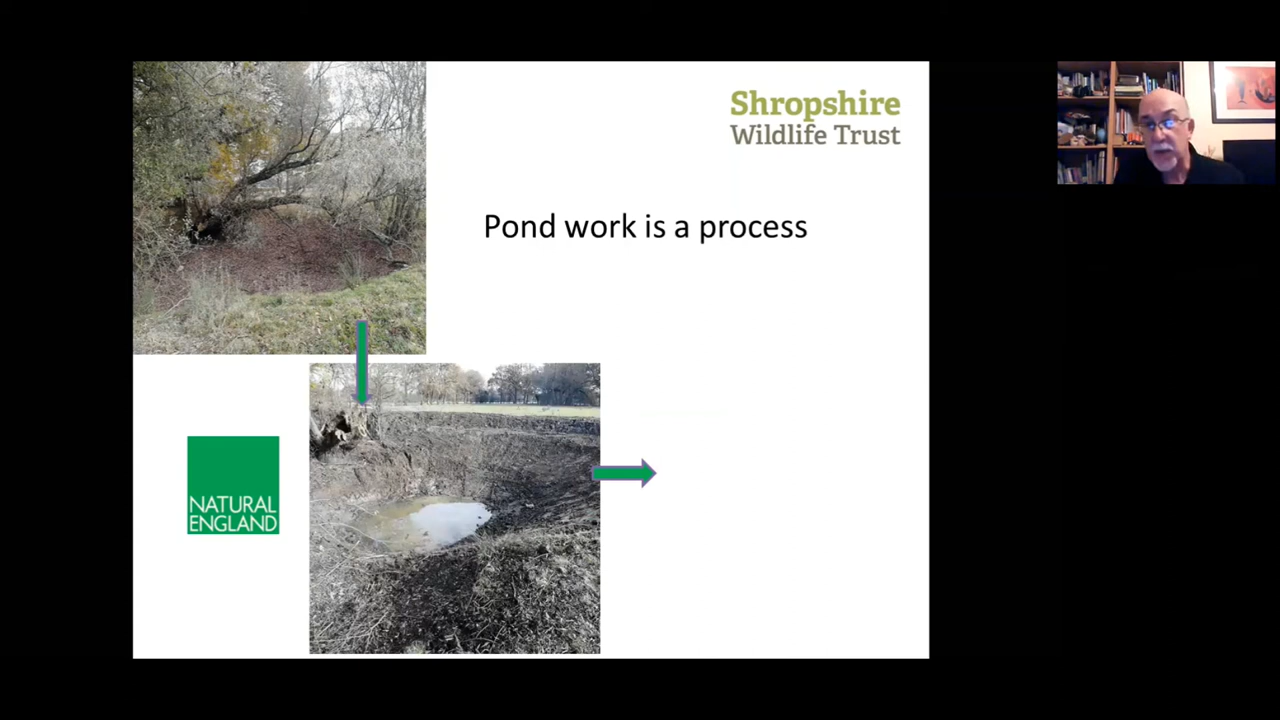 Shropshire
Wildlife Trust
Pond work is a process
NATURAL
ENGLAND